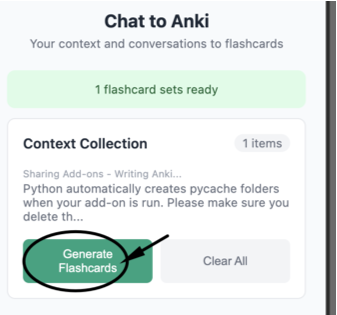 Chat to Anki
Your context and conversations to flashcards
1 flashcard sets ready
Context Collection
1 items
Sharing Add-ons - Writing Anki...
Python automatically creates pycache folders
when your add-on is run. Please make sure you
delete th...
Generate
Flashcards
Clear All